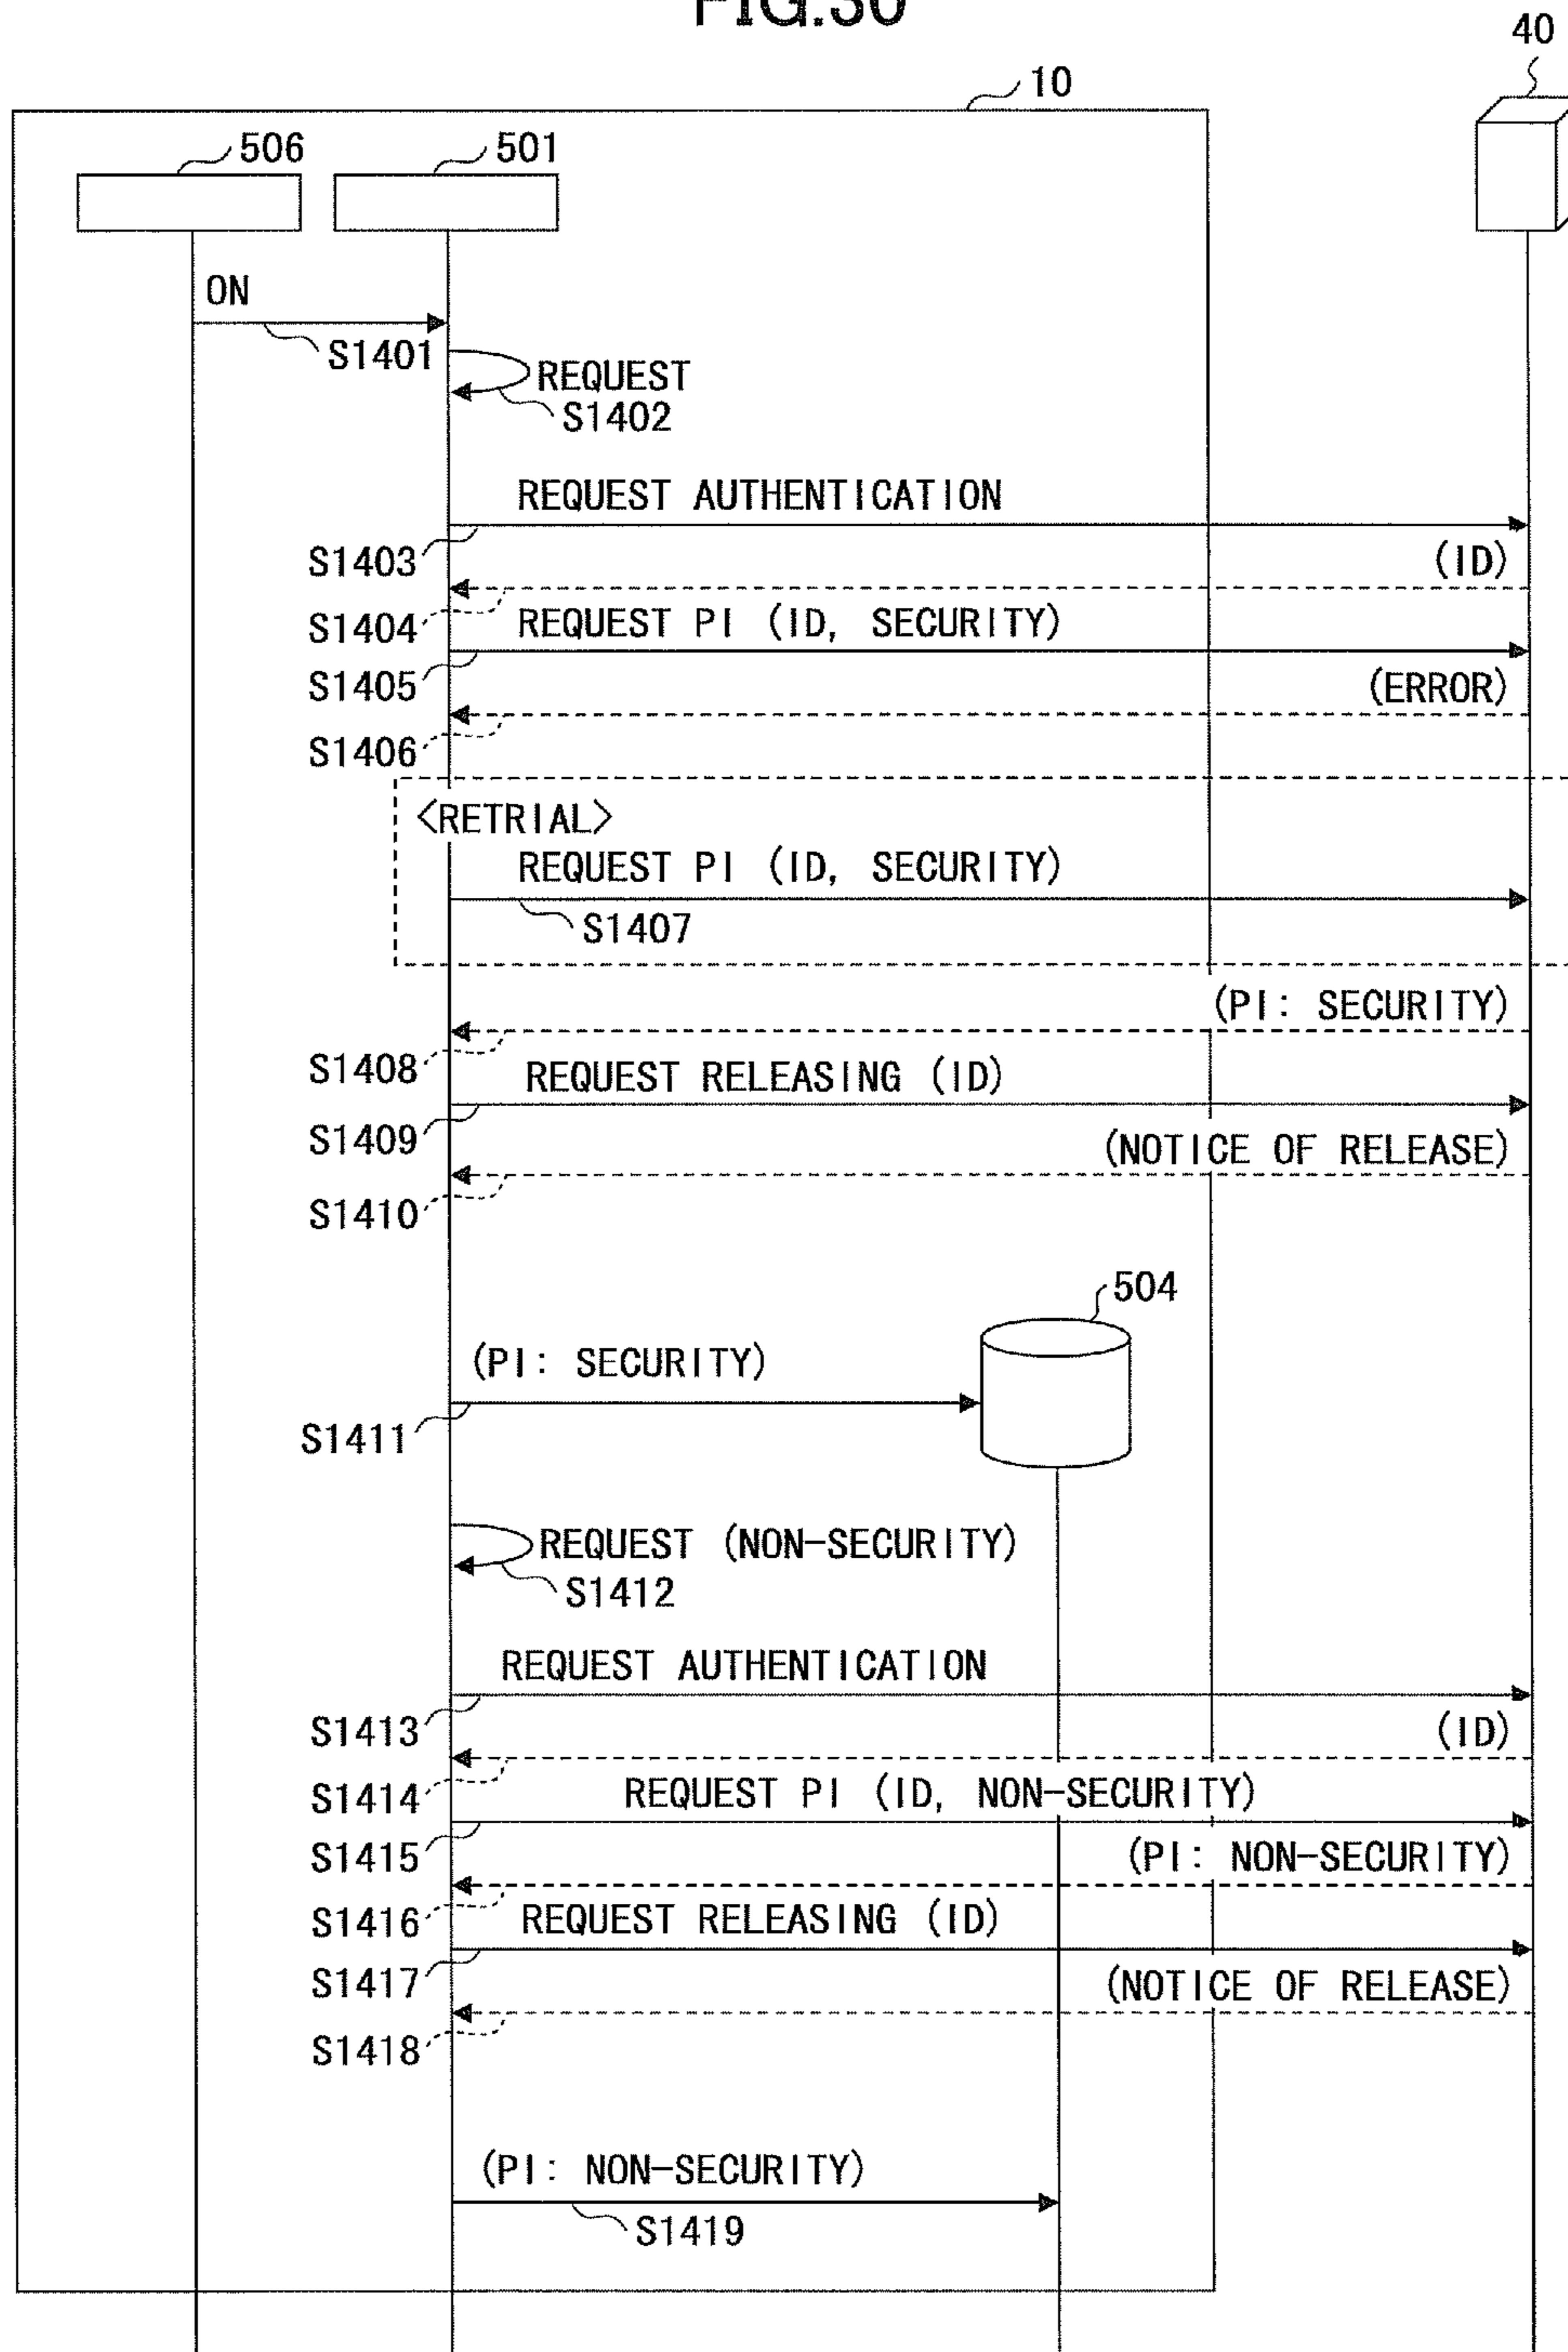 FIG.30
40
10
506
501
ON
S1401
REQUEST
S1402
REQUEST AUTHENTICATION
S1403
(ID)
S1404
REQUEST PI (ID, SECURITY)
S1405
(ERROR)
S1406
<RETRIAL>
REQUEST PI (ID, SECURITY)
S1407
(PI: SECURITY)
S1408
REQUEST RELEASING (ID)
S1409
(NOTICE OF RELEASE)
S1410
504
(PI: SECURITY)
S1411
REQUEST (NON-SECURITY)
S1412
REQUEST AUTHENTICATION
S1413
(ID)
S1414
REQUEST PI (ID, NON-SECURITY)
S1415
(PI: NON-SECURITY)
S1416
REQUEST RELEASING (ID)
S1417
(NOTICE OF RELEASE)
S1418
(PI: NON-SECURITY)
S1419